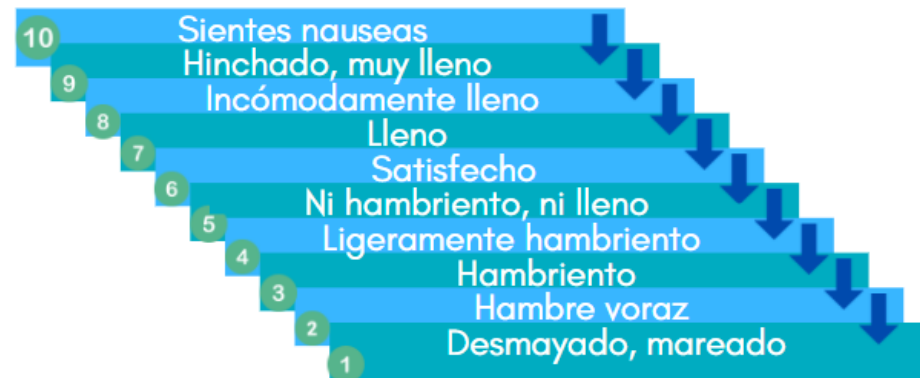 10 Sientes nauseas
9 Hinchado, muy lleno
8 Incómodamente lleno
7 Lleno
6 Satisfecho
5 Ni hambriento, ni lleno
4 Ligeramente hambriento
3 Hambriento
2 Hambre voraz
1 Desmayado, mareado